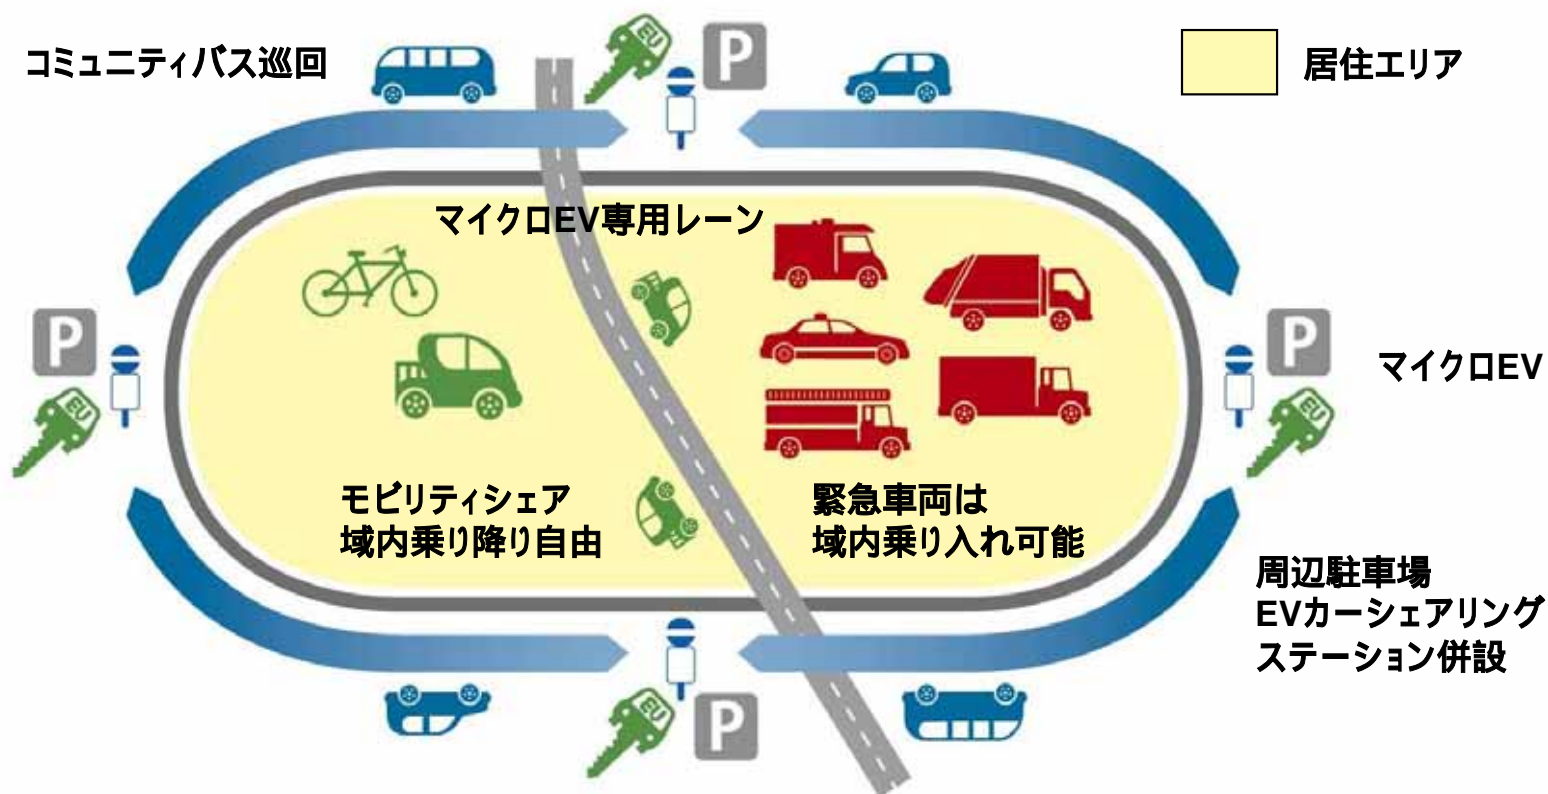 コミュニティバス巡回
EU
P
居住エリア
マイクロEV専用レーン
P
EU
P
EU
マイクロEV
モビリティシェア
域内乗り降り自由
緊急車両は
域内乗り入れ可能
周辺駐車場
EVカーシェアリング
ステーション併設
EU
P